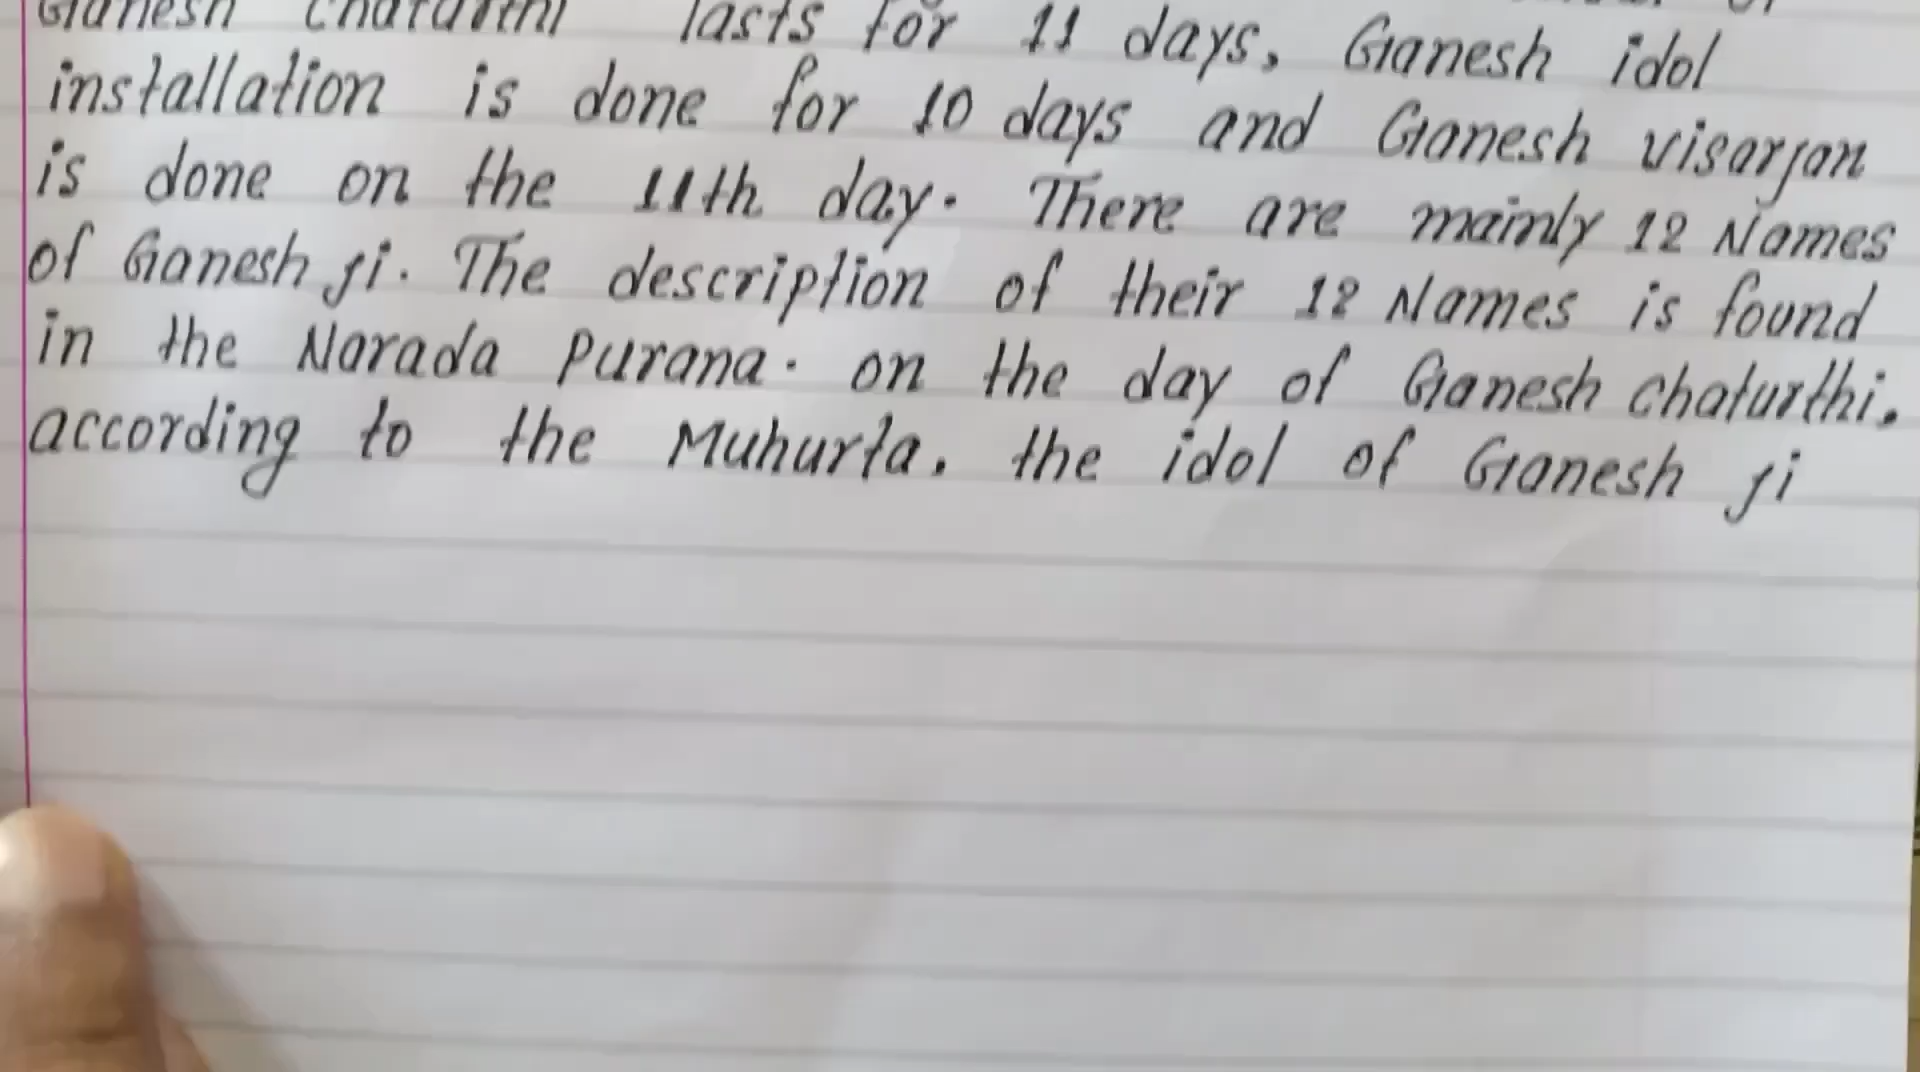 Ganesh Chaturthi lasts for 11 days, Ganesh idol
installation is done for 10 days and Ganesh visarjan
is done on the 11th day. There are mainly 12 Names
of Ganesh ji. The description of their 12 Names is found
in the Narada Purana. on the day of Ganesh chaturthi,
according to the Muhurta, the idol of Ganesh ji